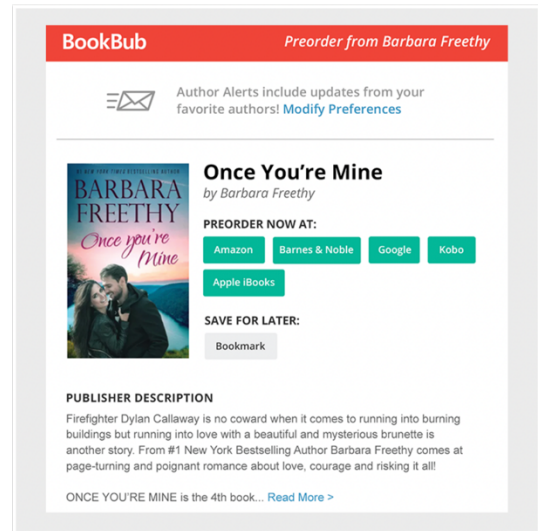 BookBub
Preorder from Barbara Freethy
Author Alerts include updates from your
favorite authors! Modify Preferences
#1 NEW YORK TIMES BESTSELLING AUTHOR
BARBARA
FREETHY
Once you're
Mine
Once You're Mine
by Barbara Freethy
PREORDER NOW AT:
Amazon
Barnes & Noble
Google
Kobo
Apple iBooks
SAVE FOR LATER:
Bookmark
PUBLISHER DESCRIPTION
Firefighter Dylan Callaway is no coward when it comes to running into burning
buildings but running into love with a beautiful and mysterious brunette is
another story. From #1 New York Bestselling Author Barbara Freethy comes at
page-turning and poignant romance about love, courage and risking it all!
ONCE YOU'RE MINE is the 4th book... Read More >